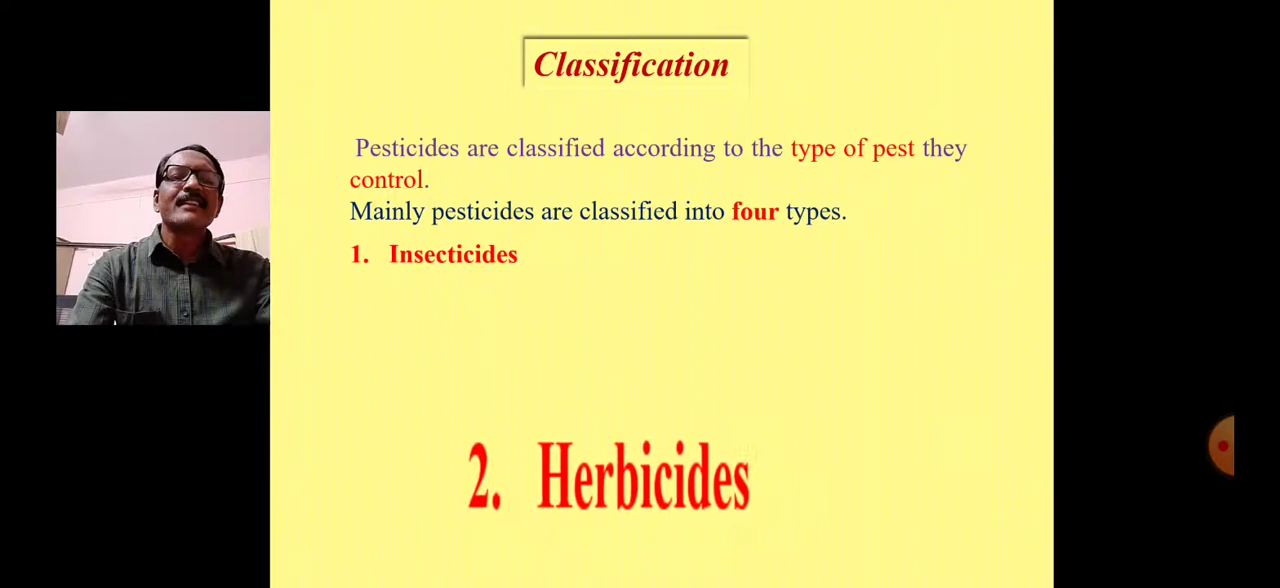 Classification
Pesticides are classified according to the type of pest they
control.
Mainly pesticides are classified into four types.
1. Insecticides
2. Herbicides